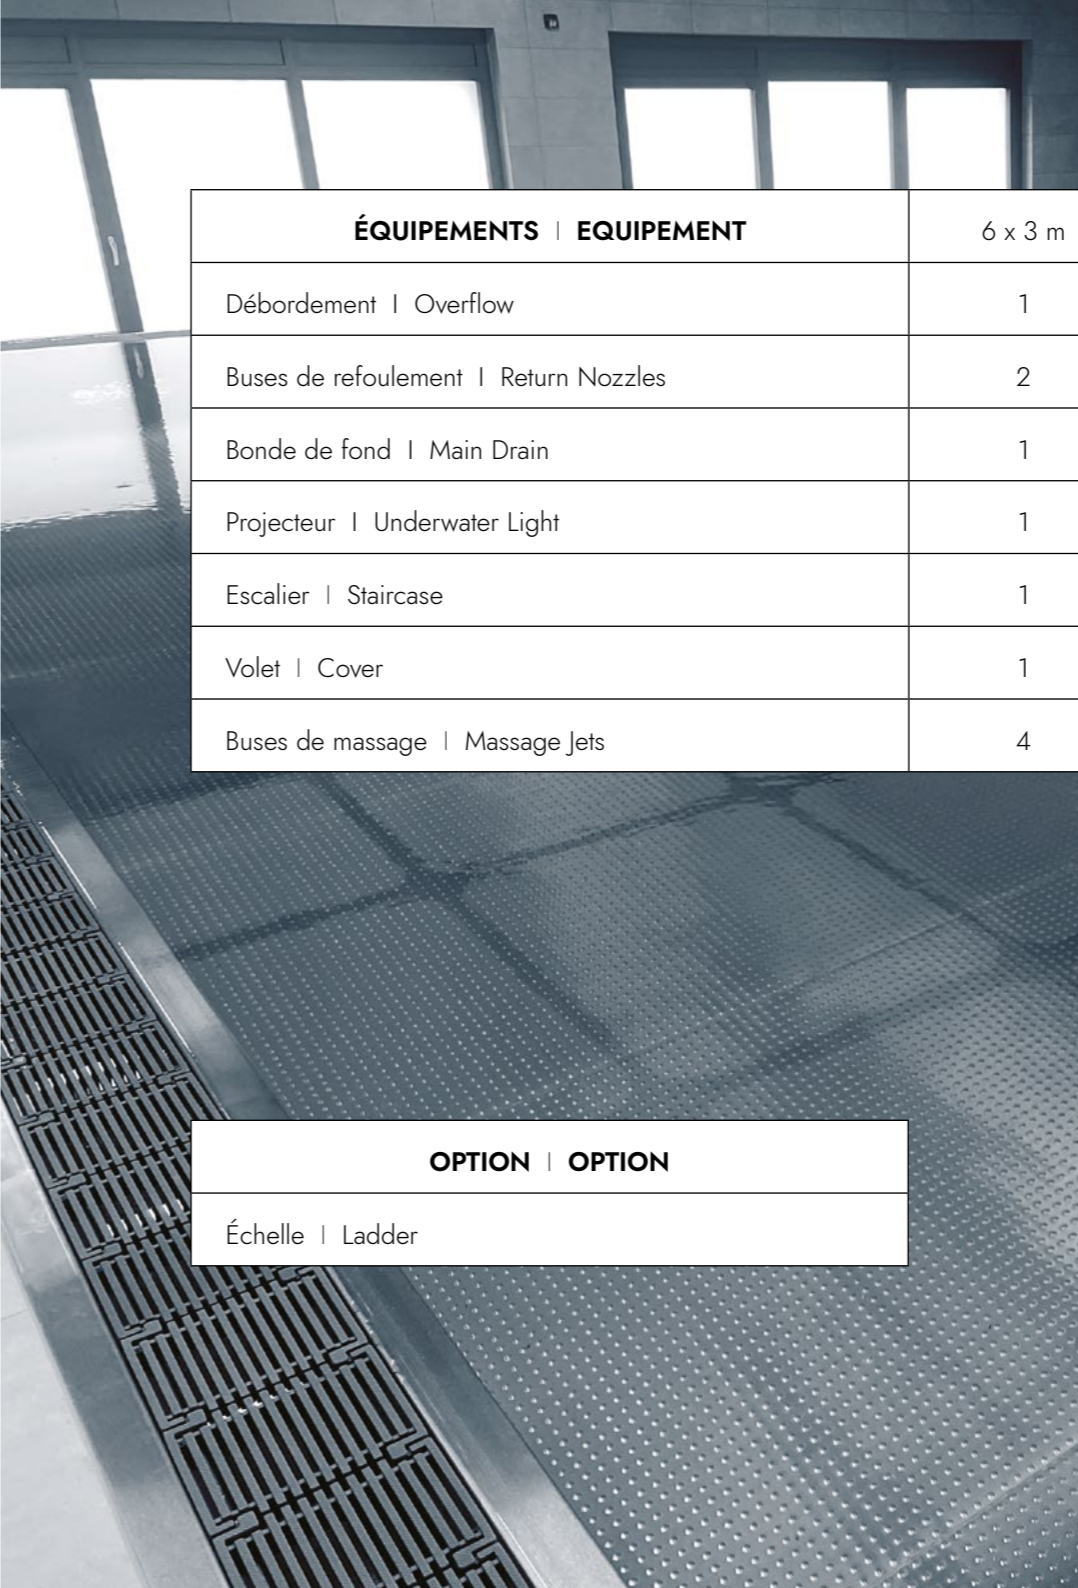 ÉQUIPEMENTS | EQUIPEMENT 6 x 3 m
Débordement I Overflow 1
Buses de refoulement I Return Nozzles 2
Bonde de fond I Main Drain 1
Projecteur I Underwater Light 1
Escalier | Staircase 1
Volet | Cover 1
Buses de massage | Massage Jets 4
OPTION | OPTION
Échelle | Ladder